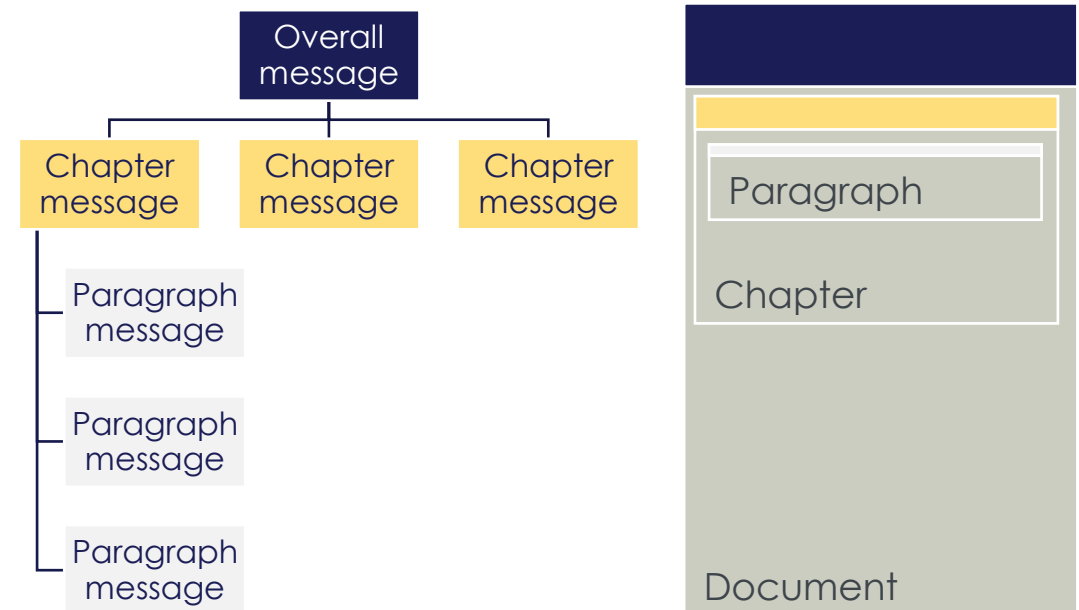 Overall
message
Chapter
message
Chapter
message
Chapter
message
Paragraph
message
Paragraph
message
Paragraph
message
Paragraph
Chapter
Document